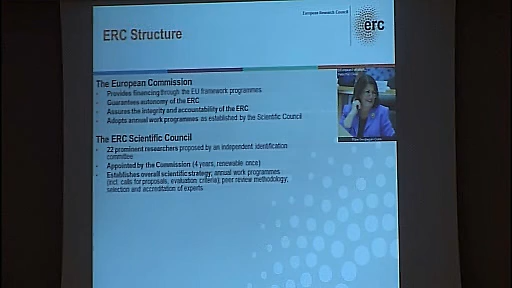 European Research Council
erc
ERC Structure
The European Commission
• Provides financing through the EU framework programmes
• Guarantees autonomy of the ERC
• Assures the integrity and accountability of the ERC
• Adopts annual work programmes as established by the Scientific Council
The ERC Scientific Council
• 22 prominent researchers proposed by an independent identification
committee
• Appointed by the Commission (4 years, renewable once)
• Establishes overall scientific strategy; annual work programmes
(incl. calls for proposals, evaluation criteria); peer review methodology;
selection and accreditation of experts